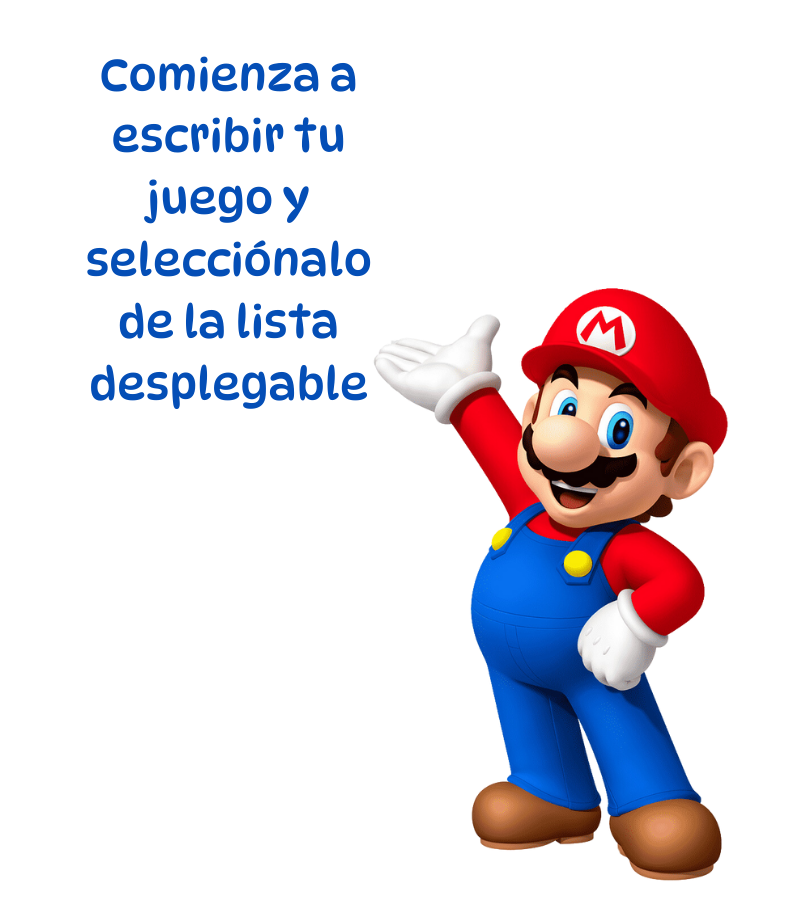 Comienza a
escribir tu
juego y
selecciónalo
de la lista
desplegable
M